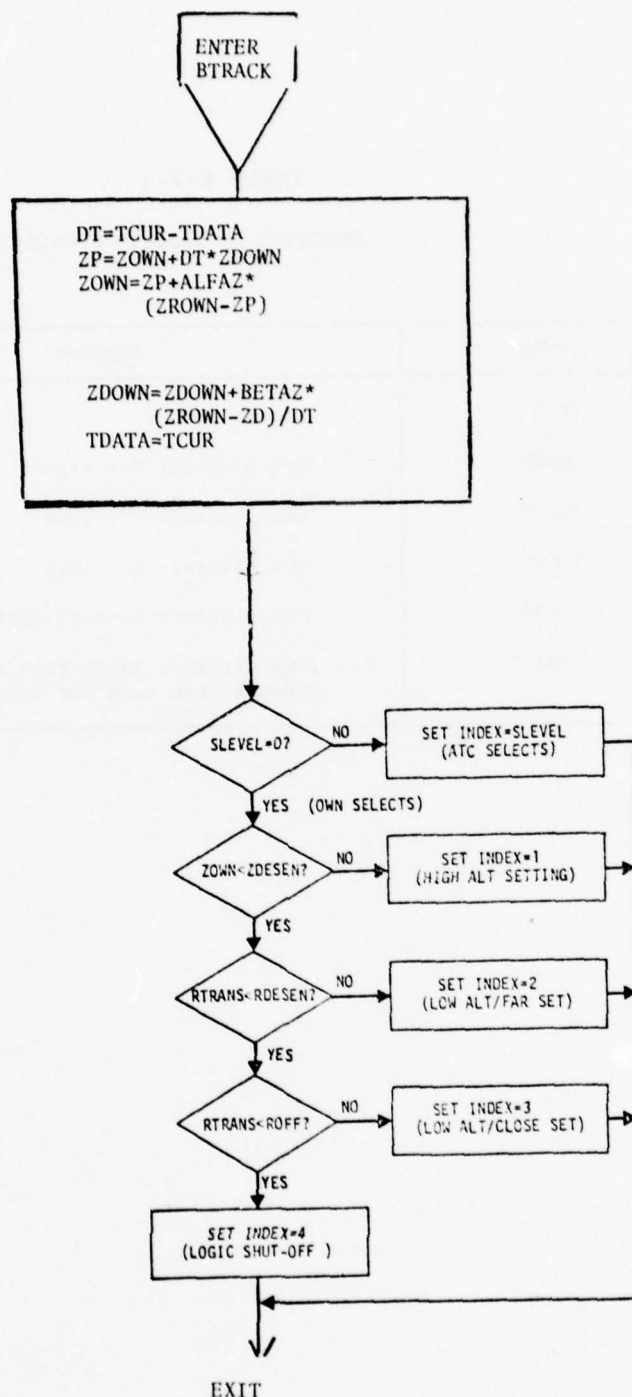 ENTER
BTRACK
DT=TCUR-TDATA
ZP=ZOWN+DT*ZDOWN
ZOWN=ZP+ALFAZ*
(ZROWN-ZP)
ZDOWN=ZDOWN+BETAZ*
(ZROWN-ZD)/DT
TDATA=TCUR
SLEVEL=0?
NO
SET INDEX=SLEVEL
(ATC SELECTS)
YES (OWN SELECTS)
ZOWN<ZDESEN?
NO
SET INDEX=1
(HIGH ALT SETTING)
YES
RTRANS<RDESEN?
NO
SET INDEX=2
(LOW ALT/FAR SET)
YES
RTRANS<ROFF?
NO
SET INDEX=3
(LOW ALT/CLOSE SET)
YES
SET INDEX=4
(LOGIC SHUT-OFF )
EXIT